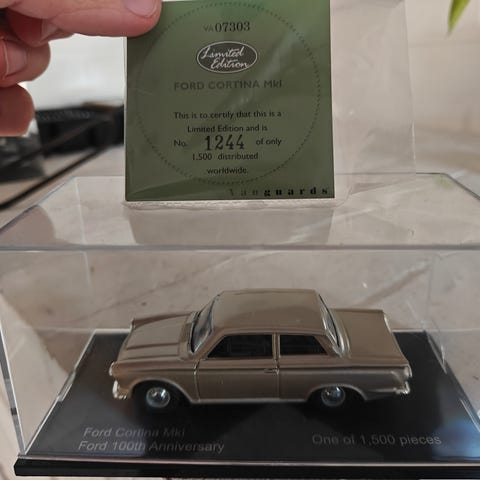 VA07303
Limited
Edition
FORD CORTINA MkI
This is to certify that this is a
Limited Edition and is
No. 1244 of only
1,500 distributed
worldwide.
Vanguards
Ford Cortina MkI
Ford 100th Anniversary
One of 1,500 pieces